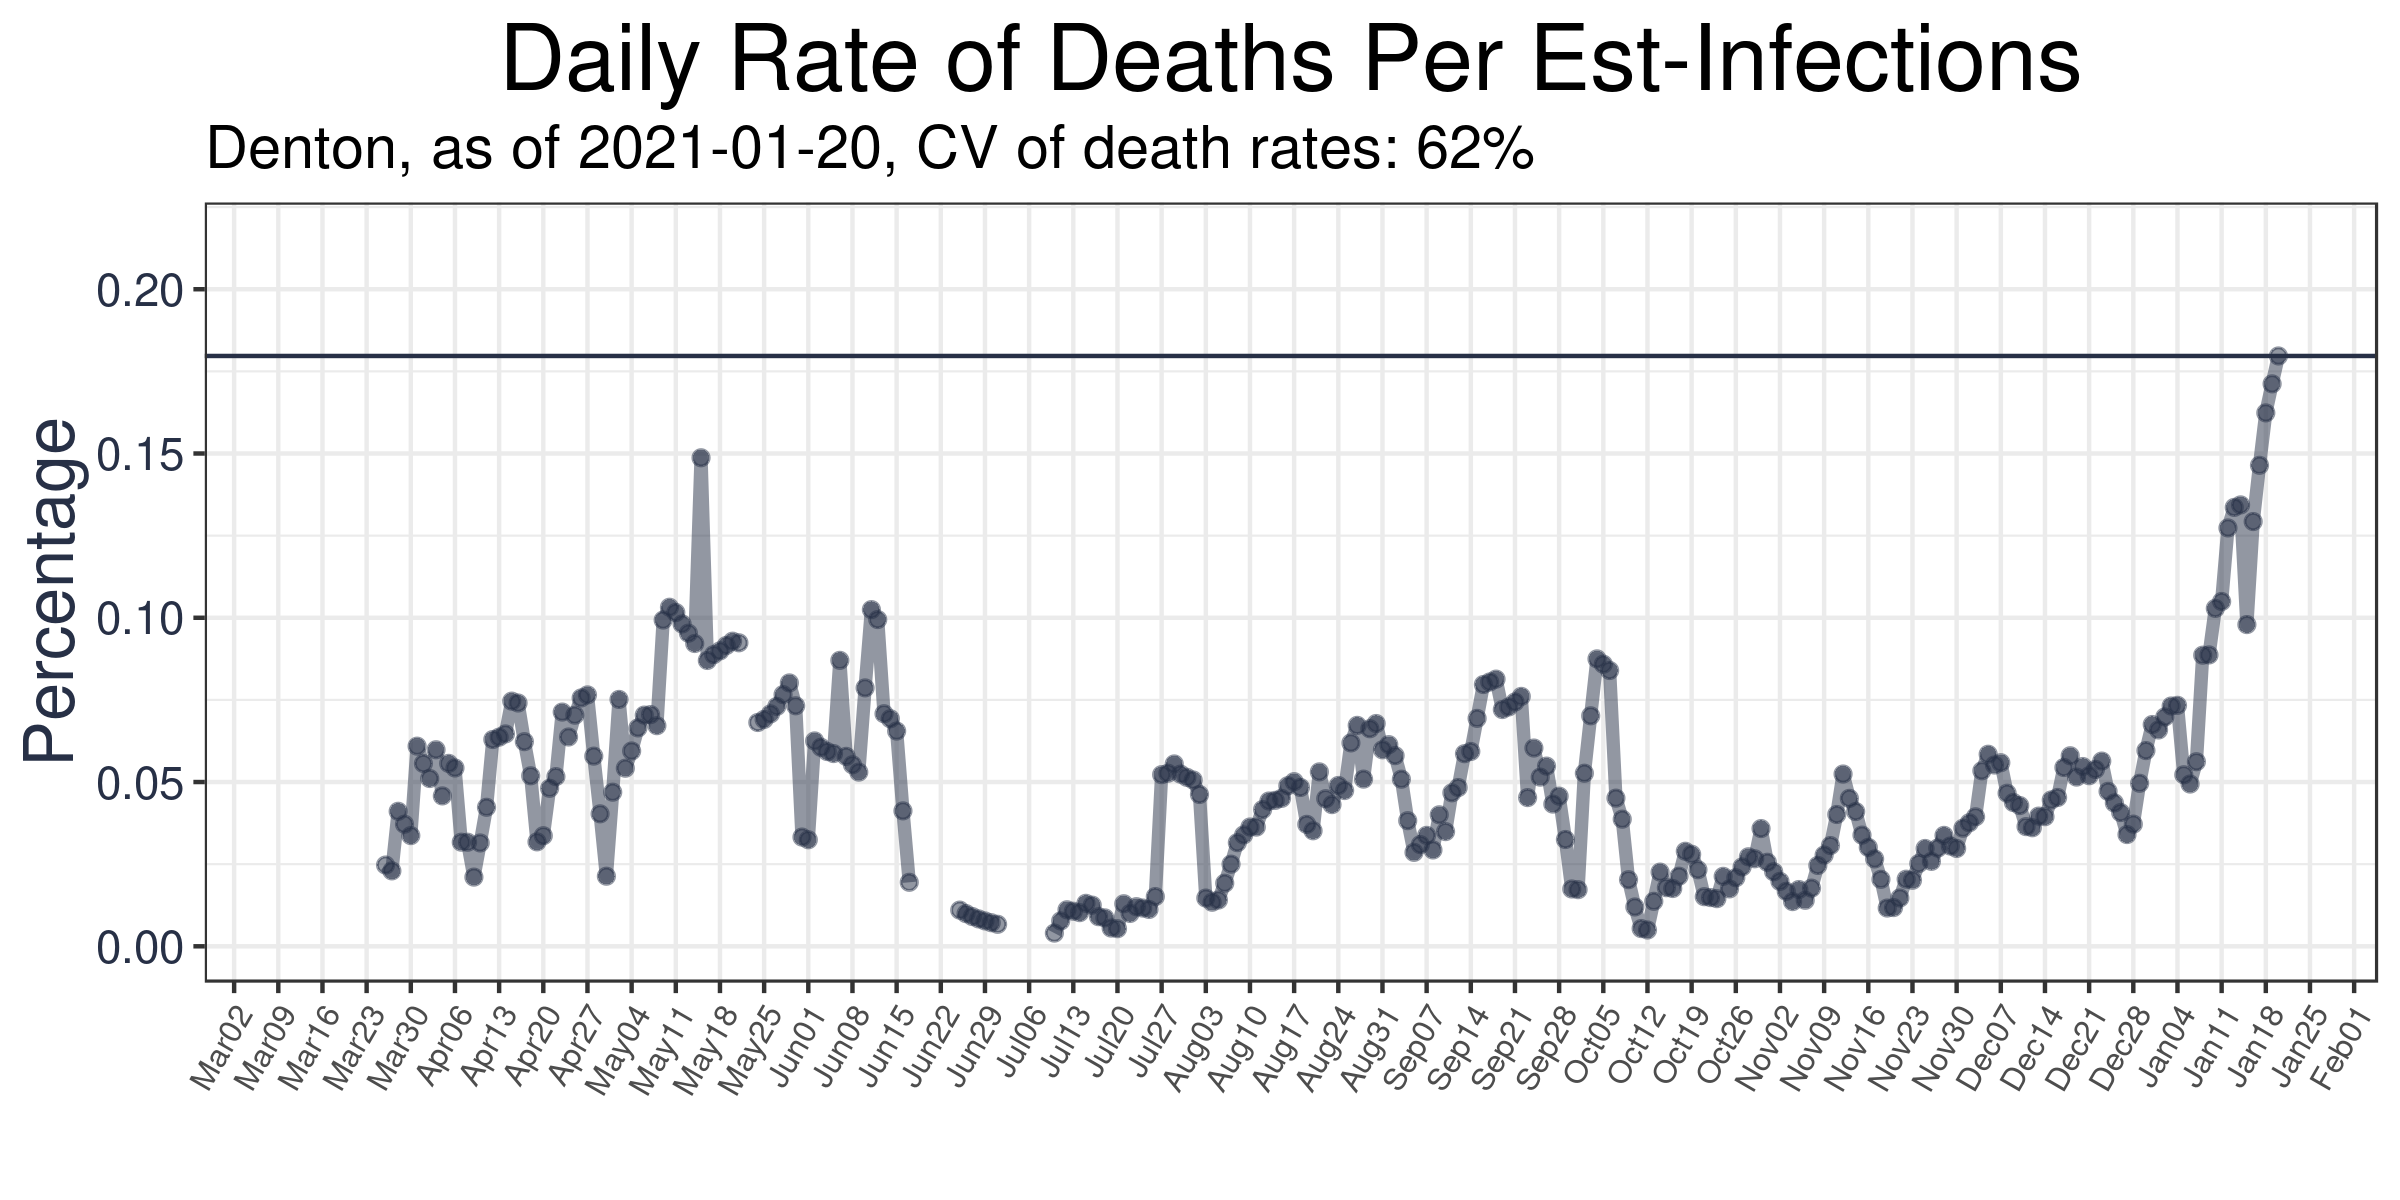 Daily Rate of Deaths Per Est-Infections
Denton, as of 2021-01-20, CV of death rates: 62%
Percentage
0.20
0.15
0.10
0.05
0.00
Mar02
Mar09
Mar16
Mar23
Mar30
Apr06
Apr13
Apr20
Apr27
May04
May11
May18
May25
Jun01
Jun08
Jun15
Jun22
Jun29
Jul06
Jul13
Jul20
Jul27
Aug03
Aug10
Aug17
Aug24
Aug31
Sep07
Sep14
Sep21
Sep28
Oct05
Oct12
Oct19
Oct26
Nov02
Nov09
Nov16
Nov23
Nov30
Dec07
Dec14
Dec21
Dec28
Jan04
Jan11
Jan18
Jan25
Feb01